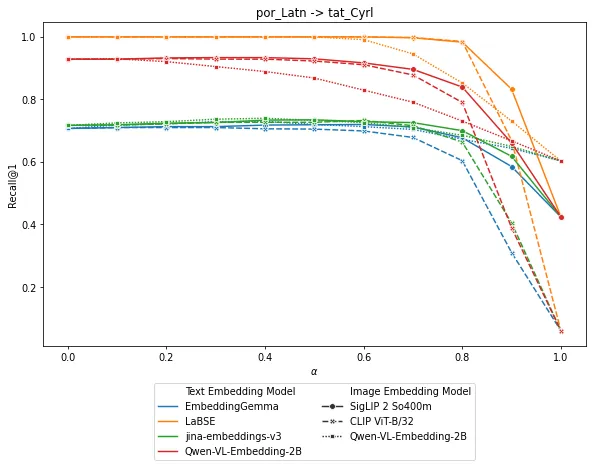 por_Latn -> tat_Cyrl
Recall@1
1.0
0.8
0.6
0.4
0.2
0.0 0.2 0.4 0.6 0.8 1.0
α
Text Embedding Model Image Embedding Model
EmbeddingGemma SigLIP 2 So400m
LaBSE CLIP ViT-B/32
jina-embeddings-v3 Qwen-VL-Embedding-2B
Qwen-VL-Embedding-2B